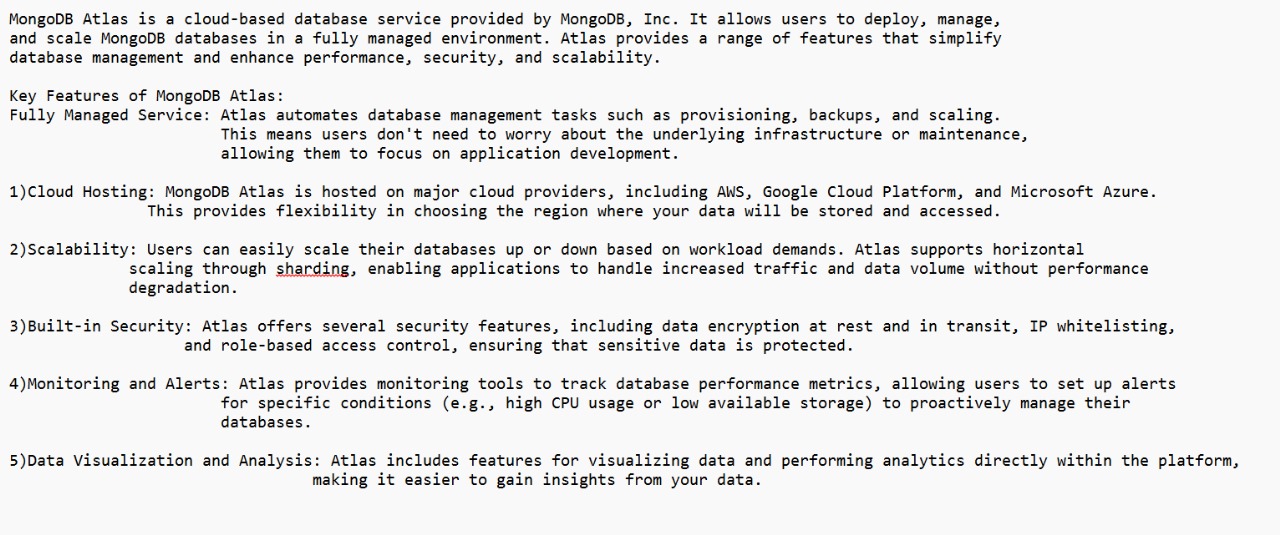 MongoDB Atlas is a cloud-based database service provided by MongoDB, Inc. It allows users to deploy, manage,
and scale MongoDB databases in a fully managed environment. Atlas provides a range of features that simplify
database management and enhance performance, security, and scalability.
Key Features of MongoDB Atlas:
Fully Managed Service: Atlas automates database management tasks such as provisioning, backups, and scaling.
This means users don't need to worry about the underlying infrastructure or maintenance,
allowing them to focus on application development.
1)Cloud Hosting: MongoDB Atlas is hosted on major cloud providers, including AWS, Google Cloud Platform, and Microsoft Azure.
This provides flexibility in choosing the region where your data will be stored and accessed.
2)Scalability: Users can easily scale their databases up or down based on workload demands. Atlas supports horizontal
scaling through sharding, enabling applications to handle increased traffic and data volume without performance
degradation.
3)Built-in Security: Atlas offers several security features, including data encryption at rest and in transit, IP whitelisting,
and role-based access control, ensuring that sensitive data is protected.
4)Monitoring and Alerts: Atlas provides monitoring tools to track database performance metrics, allowing users to set up alerts
for specific conditions (e.g., high CPU usage or low available storage) to proactively manage their
databases.
5)Data Visualization and Analysis: Atlas includes features for visualizing data and performing analytics directly within the platform,
making it easier to gain insights from your data.